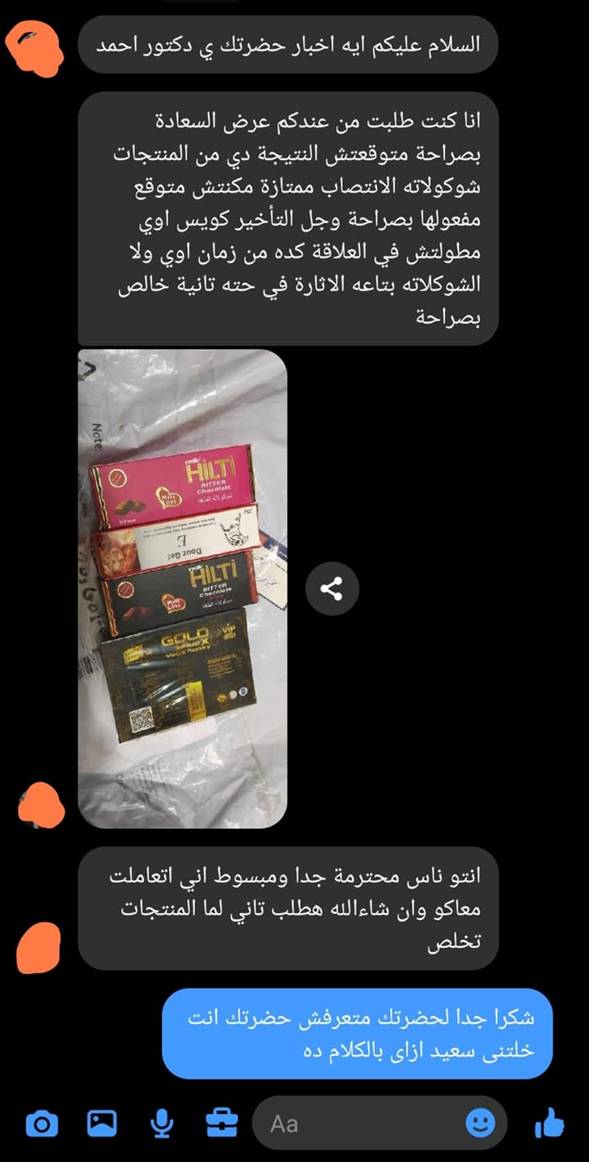 السلام عليكم ايه اخبار حضرتك ي دكتور احمد
انا كنت طلبت من عندكم عرض السعادة
بصراحة متوقعتش النتيجة دي من المنتجات
شوكولاته الانتصاب ممتازة مكنتش متوقع
مفعولها بصراحة وجل التأخير كويس اوي
مطولتش في العلاقة كده من زمان اوي ولا
الشوكلاته بتاعه الاثارة في حته تانية خالص
بصراحة
Note:
HILTI
BITTER
Chocolate
Door Gel
E
HILTI
BITTER
Chocolate
GOLD
VIP
انتو ناس محترمة جدا ومبسوط اني اتعاملت
معاكو وان شاءالله هطلب تاني لما المنتجات
تخلص
شكرا جدا لحضرتك متعرفش حضرتك انت
خلتنى سعيد ازاى بالكلام ده
Aa